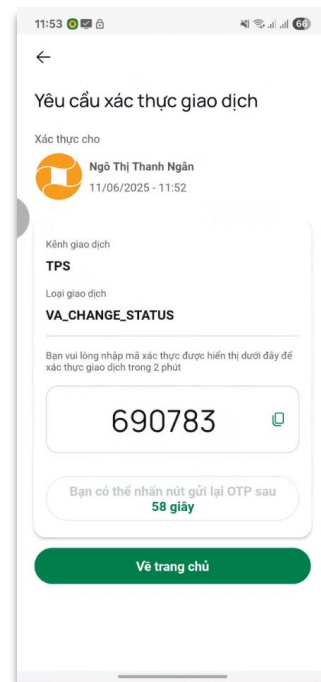 11:53
66
Yêu cầu xác thực giao dịch
Xác thực cho
Ngô Thị Thanh Ngân
11/06/2025 - 11:52
Kênh giao dịch
TPS
Loại giao dịch
VA_CHANGE_STATUS
Bạn vui lòng nhập mã xác thực được hiển thị dưới đây để
xác thực giao dịch trong 2 phút
690783
Bạn có thể nhấn nút gửi lại OTP sau
58 giây
Về trang chủ